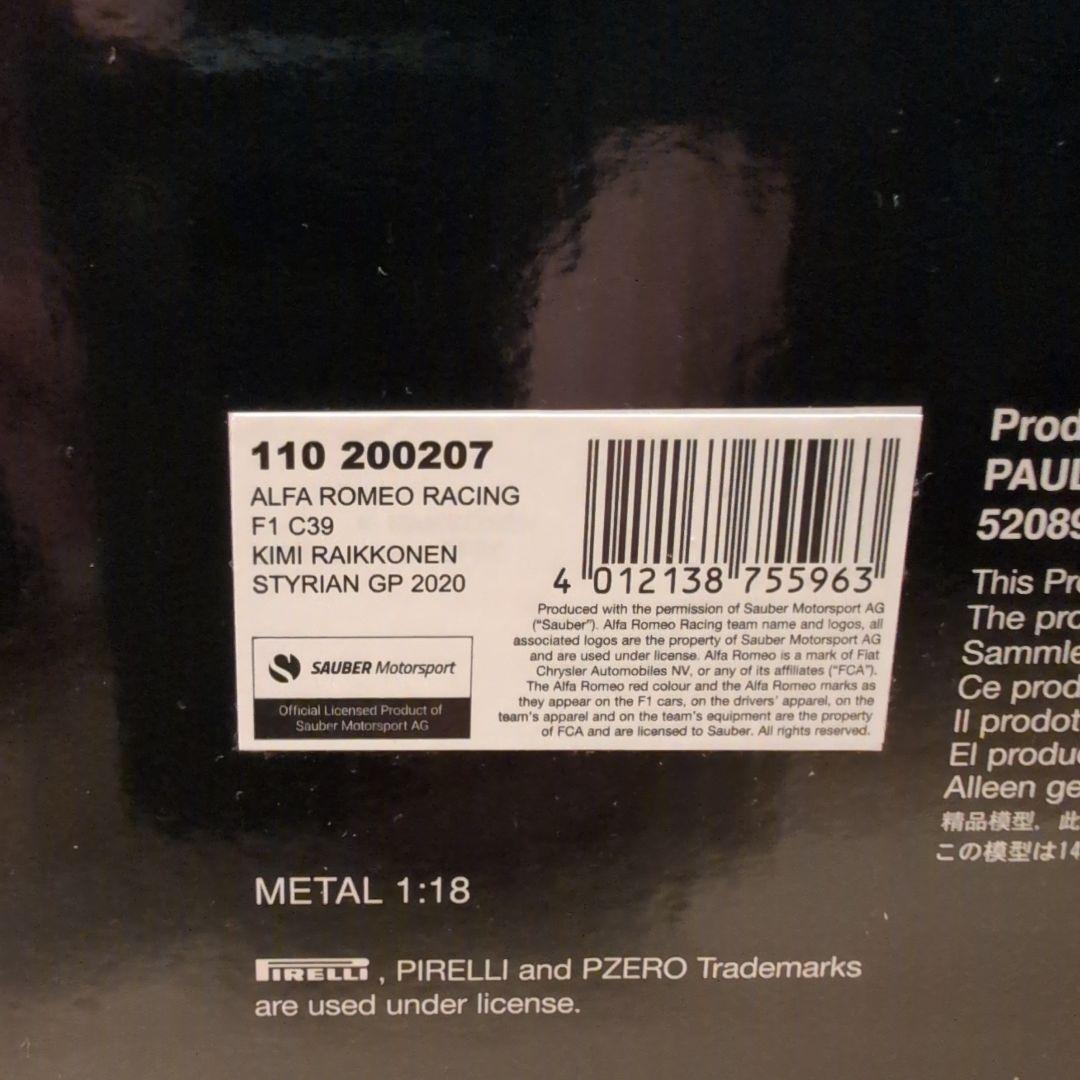 110 200207
ALFA ROMEO RACING
F1 C39
KIMI RAIKKONEN
STYRIAN GP 2020
4 012138 755963
Produced with the permission of Sauber Motorsport AG
("Sauber"). Alfa Romeo Racing team name and logos, all
associated logos are the property of Sauber Motorsport AG
and are used under license. Alfa Romeo is a mark of Fiat
Chrysler Automobiles NV, or any of its affiliates ("FCA").
The Alfa Romeo red colour and the Alfa Romeo marks as
they appear on the F1 cars, on the drivers' apparel, on the
team's apparel and on the team's equipment are the property
of FCA and are licensed to Sauber. All rights reserved.
SAUBER Motorsport
Official Licensed Product of
Sauber Motorsport AG
METAL 1:18
PIRELLI , PIRELLI and PZERO Trademarks
are used under license.
Prod
PAUL
52089
This Pro
The pro
Sammle
Ce prod
Il prodot
El produ
Alleen ge
精品模型，此
この模型は14